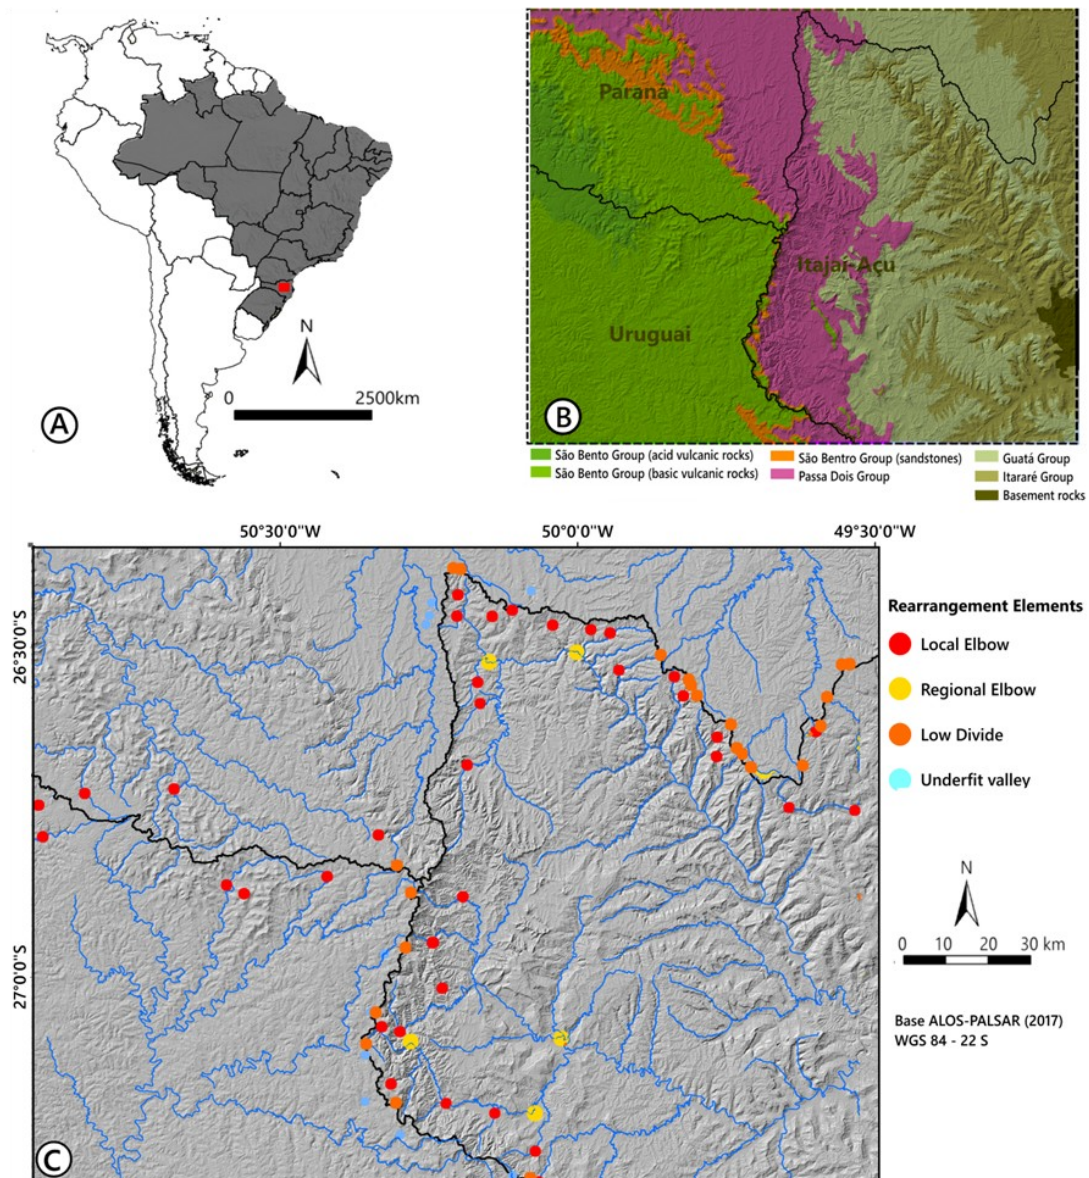 N
0 2500km
A
Paraná
Itajaí-Açu
Uruguai
B
São Bento Group (acid vulcanic rocks)
São Bento Group (basic vulcanic rocks)
São Bentro Group (sandstones)
Passa Dois Group
Guatá Group
Itararé Group
Basement rocks
50°30'0"W 50°0'0"W 49°30'0"W
26°30'0"S
27°0'0"S
C
Rearrangement Elements
Local Elbow
Regional Elbow
Low Divide
Underfit valley
N
0 10 20 30 km
Base ALOS-PALSAR (2017)
WGS 84 - 22 S